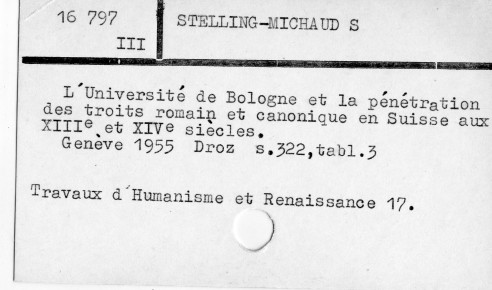 16 797
III
STELLING-MICHAUD S
L'Université de Bologne et la pénétration
des troits romain et canonique en Suisse aux
XIIIe et XIVe siècles.
Genève 1955 Droz s.322,tabl.3
Travaux d'Humanisme et Renaissance 17.